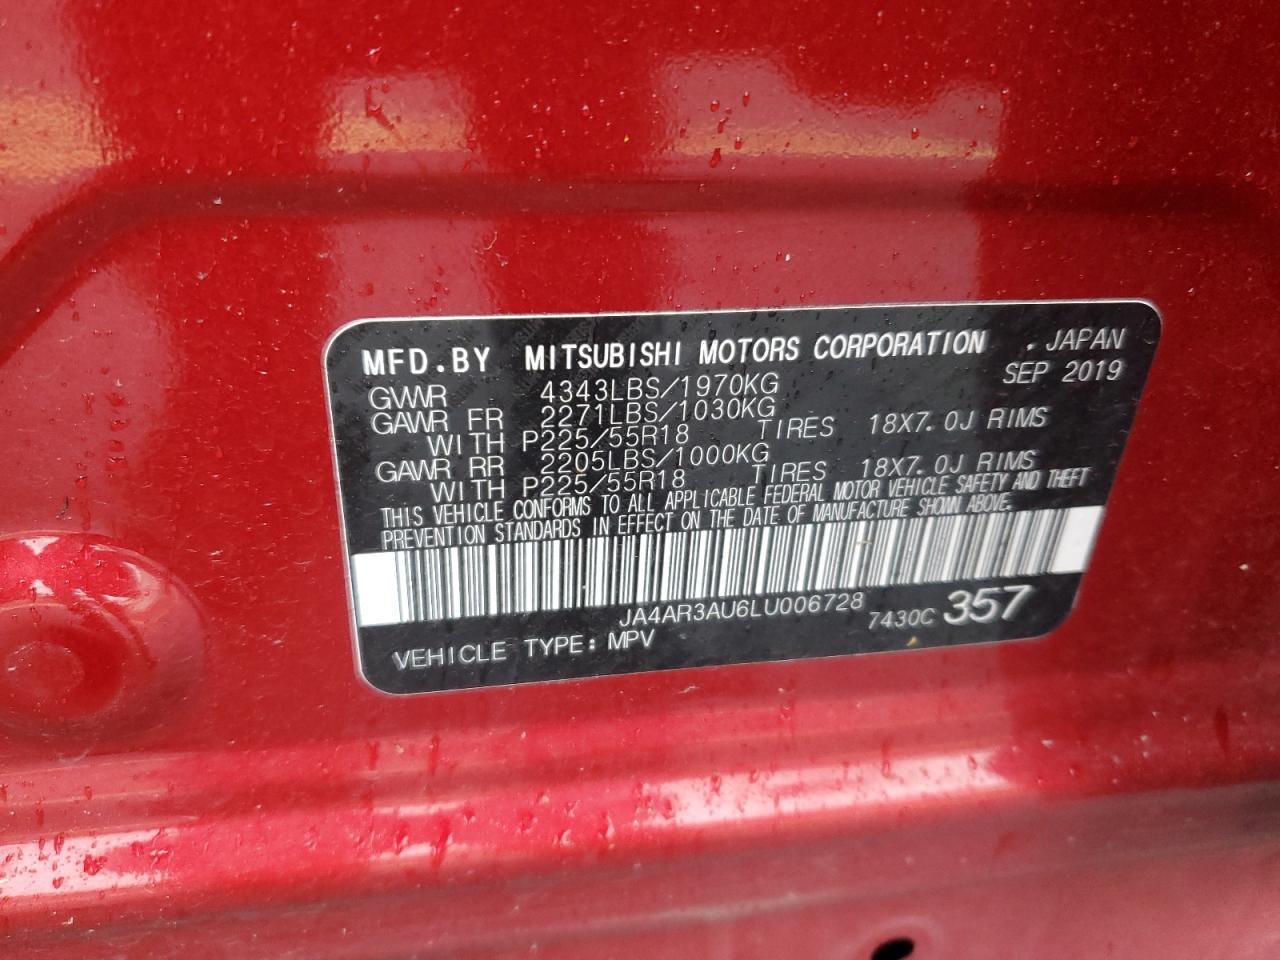 MFD.BY MITSUBISHI MOTORS CORPORATION . JAPAN
SEP 2019
GVWR 4343LBS/1970KG
GAWR FR 2271LBS/1030KG
WITH P225/55R18 TIRES 18X7.0J RIMS
GAWR RR 2205LBS/1000KG
WITH P225/55R18 TIRES 18X7.0J RIMS
THIS VEHICLE CONFORMS TO ALL APPLICABLE FEDERAL MOTOR VEHICLE SAFETY AND THEFT
PREVENTION STANDARDS IN EFFECT ON THE DATE OF MANUFACTURE SHOWN ABOVE.
JA4AR3AU6LU006728 7430C 357
VEHICLE TYPE: MPV